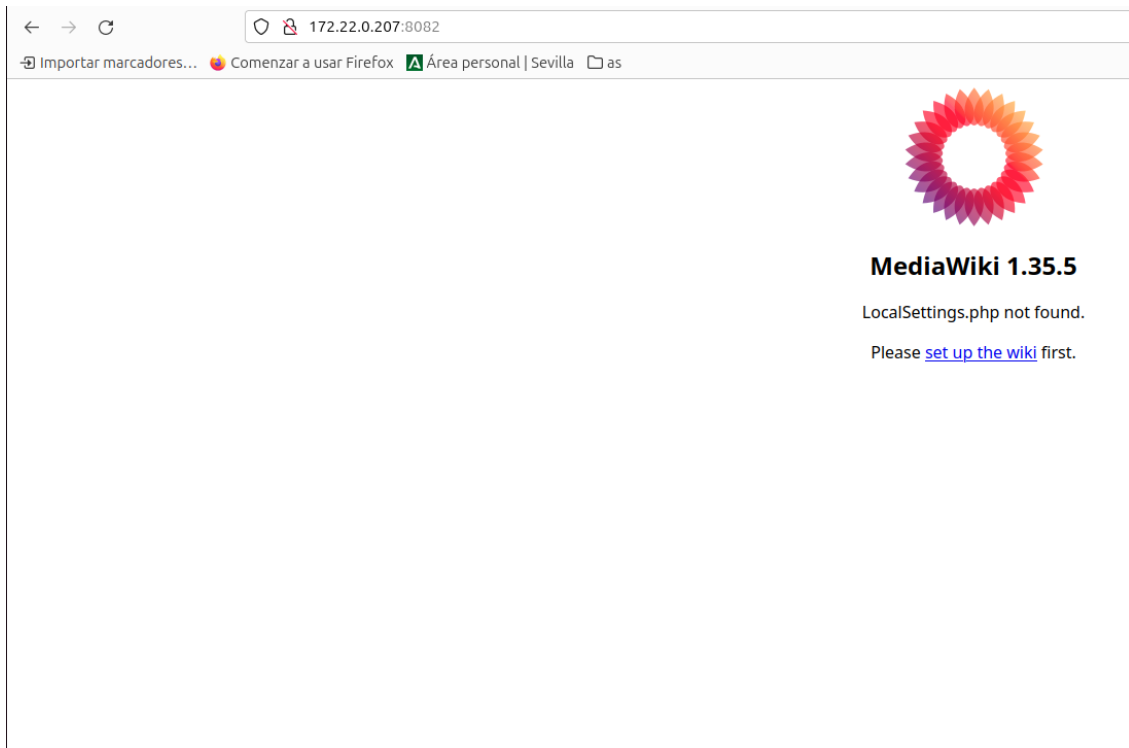 172.22.0.207:8082
Importar marcadores... Comenzar a usar Firefox Área personal | Sevilla as
MediaWiki 1.35.5
LocalSettings.php not found.
Please set up the wiki first.